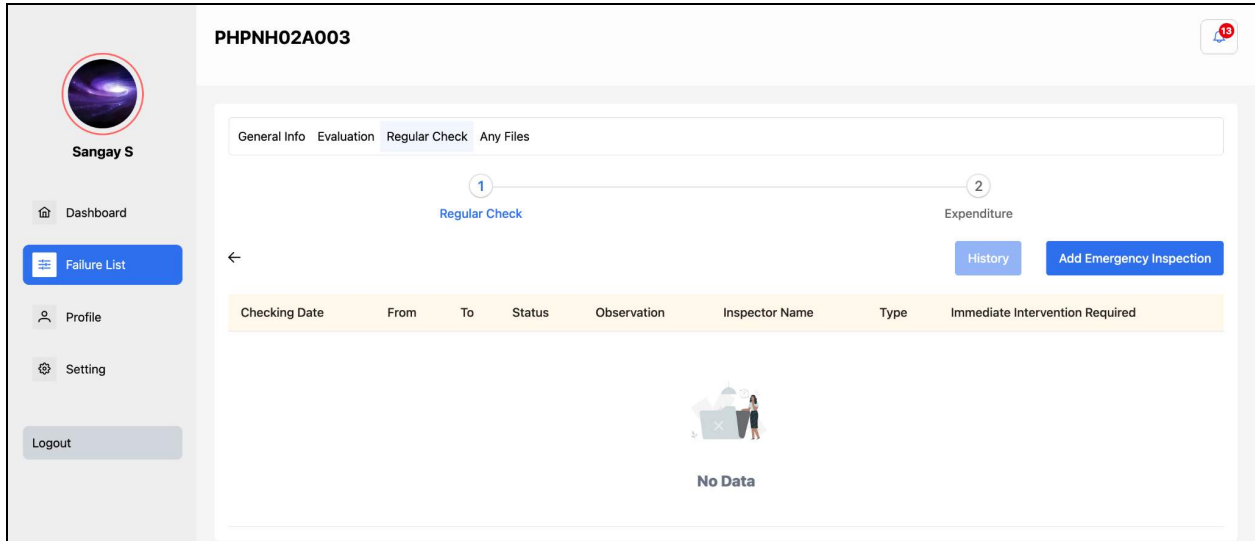 PHPNH02A003
13
Sangay S
Dashboard
Failure List
Profile
Setting
Logout
General Info Evaluation Regular Check Any Files
1 2
Regular Check Expenditure
History Add Emergency Inspection
Checking Date From To Status Observation Inspector Name Type Immediate Intervention Required
No Data